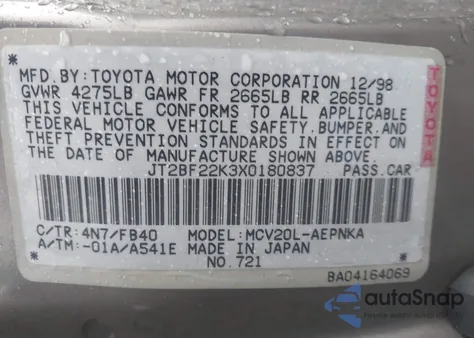 MFD.BY:TOYOTA MOTOR CORPORATION 12/98
GVWR 4275LB GAWR FR 2665LB RR 2665LB
THIS VEHICLE CONFORMS TO ALL APPLICABLE
FEDERAL MOTOR VEHICLE SAFETY,BUMPER,AND
THEFT PREVENTION STANDARDS IN EFFECT ON
THE DATE OF MANUFACTURE SHOWN ABOVE.
TOYOTA
JT2BF22K3X0180837 PASS.CAR
C/TR:4N7/FB40 MODEL:MCV20L-AEPNKA
A/TM:-01A/A541E MADE IN JAPAN
NO.721
BA04164069
autoSnap